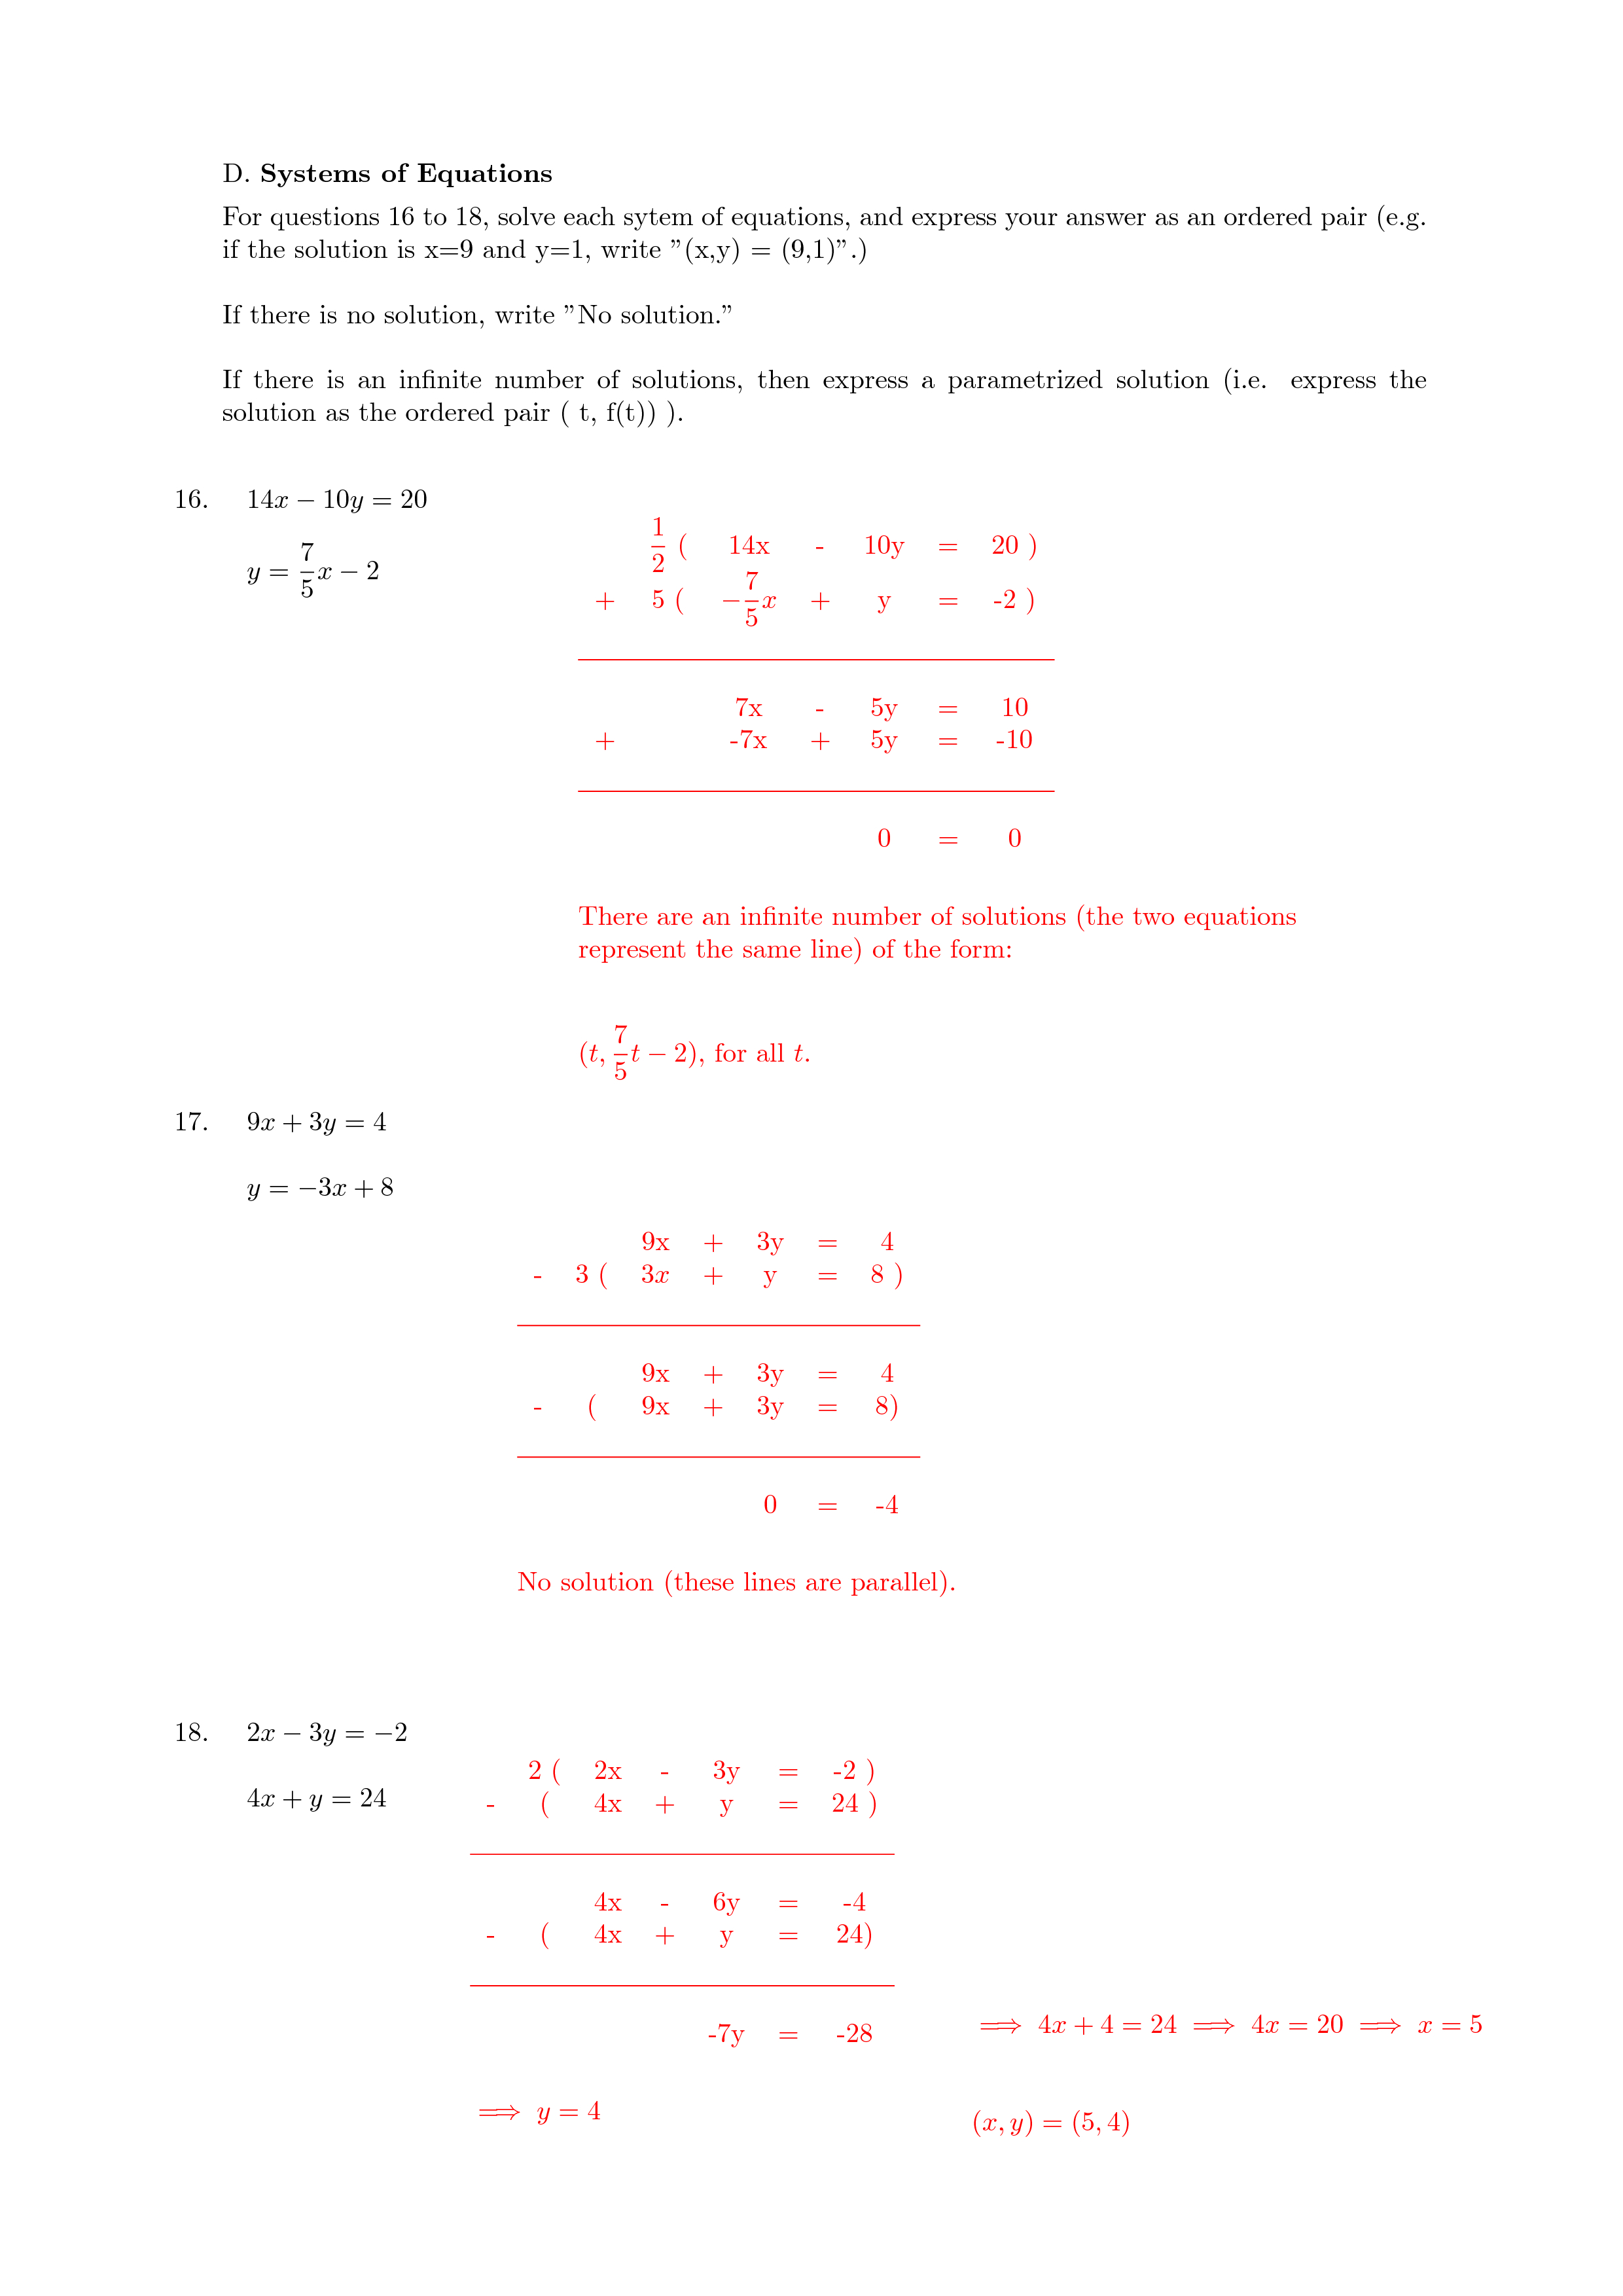 D. Systems of Equations
For questions 16 to 18, solve each sytem of equations, and express your answer as an ordered pair (e.g.
if the solution is x=9 and y=1, write ”(x,y) = (9,1)”.)
If there is no solution, write ”No solution.”
If there is an infinite number of solutions, then express a parametrized solution (i.e. express the
solution as the ordered pair ( t, f(t)) ).
16. 14x − 10y = 20
y = 7/5 x − 2
1/2 ( 14x - 10y = 20 )
+ 5 ( −7/5 x + y = -2 )
7x - 5y = 10
+ -7x + 5y = -10
0 = 0
There are an infinite number of solutions (the two equations
represent the same line) of the form:
(t, 7/5 t − 2), for all t.
17. 9x + 3y = 4
y = −3x + 8
9x + 3y = 4
- 3 ( 3x + y = 8 )
9x + 3y = 4
- ( 9x + 3y = 8)
0 = -4
No solution (these lines are parallel).
18. 2x − 3y = −2
4x + y = 24
2 ( 2x - 3y = -2 )
- ( 4x + y = 24 )
4x - 6y = -4
- ( 4x + y = 24)
-7y = -28
⟹ y = 4
⟹ 4x + 4 = 24 ⟹ 4x = 20 ⟹ x = 5
(x, y) = (5, 4)